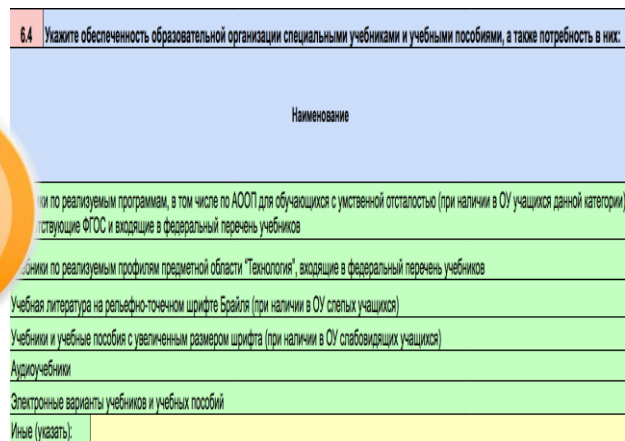 6.4 Укажите обеспеченность образовательной организации специальными учебниками и учебными пособиями, а также потребность в них:
Наименование
по реализуемым программам, в том числе по АООП для обучающихся с умственной отсталостью (при наличии в ОУ учащихся данной категории)
ФГОС и входящие в федеральный перечень учебников
по реализуемым профилям предметной области "Технология", входящие в федеральный перечень учебников
Учебная литература на рельефно-точечном шрифте Брайля (при наличии в ОУ слепых учащихся)
Учебники и учебные пособия с увеличенным размером шрифта (при наличии в ОУ слабовидящих учащихся)
Аудиоучебники
Электронные варианты учебников и учебных пособий
Иные (указать):